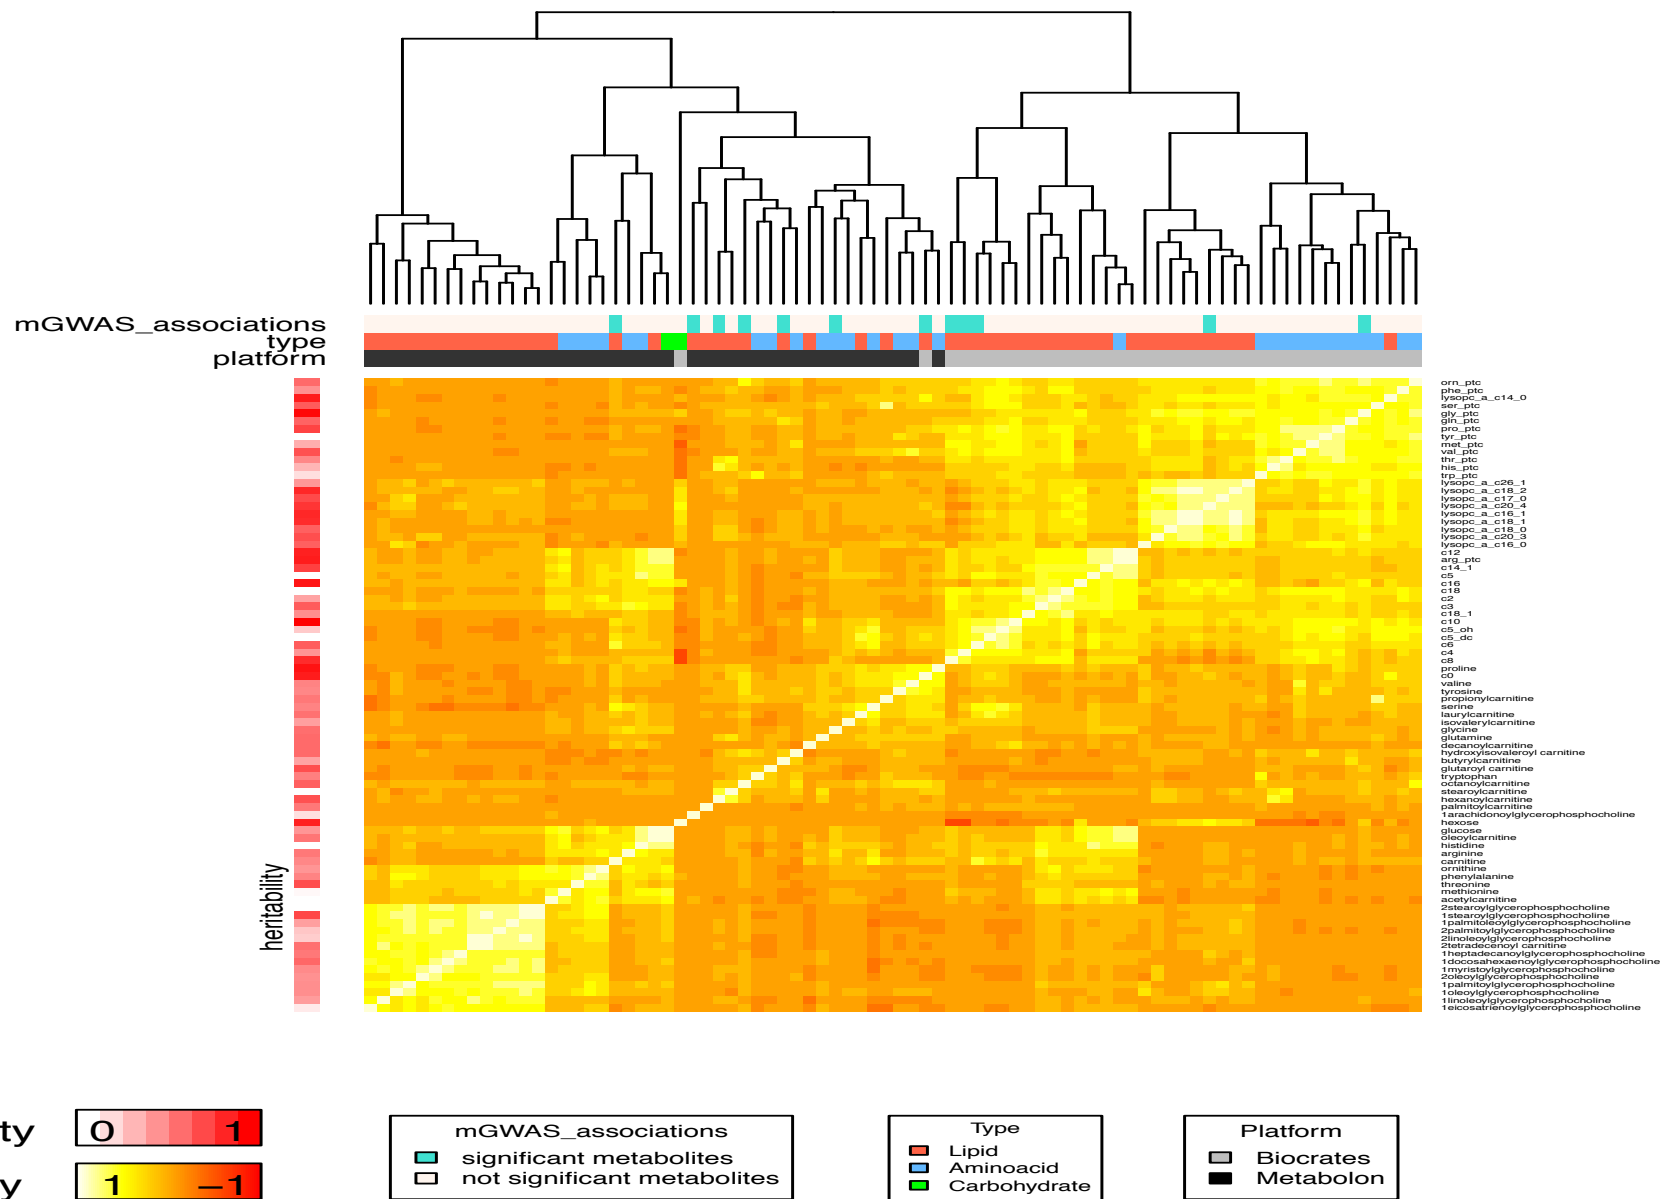 mGWAS_associations
type
platform
orn_ptc
phe_ptc
lysopc_a_c14_0
ser_ptc
gly_ptc
gln_ptc
pro_ptc
tyr_ptc
met_ptc
val_ptc
thr_ptc
his_ptc
trp_ptc
lysopc_a_c26_1
lysopc_a_c18_2
lysopc_a_c17_0
lysopc_a_c20_4
lysopc_a_c16_1
lysopc_a_c18_1
lysopc_a_c18_0
lysopc_a_c20_3
lysopc_a_c16_0
c12
arg_ptc
c14_1
c5
c16
c18
c2
c3
c18_1
c10
c5_oh
c5_dc
c6
c4
c8
proline
c0
valine
tyrosine
propionylcarnitine
serine
laurylcarnitine
isovalerylcarnitine
glycine
glutamine
decanoylcarnitine
hydroxyisovaleroyl carnitine
butyrylcarnitine
glutaroyl carnitine
tryptophan
octanoylcarnitine
stearoylcarnitine
hexanoylcarnitine
palmitoylcarnitine
1arachidonoylglycerophosphocholine
hexose
glucose
oleoylcarnitine
histidine
arginine
carnitine
ornithine
phenylalanine
threonine
methionine
acetylcarnitine
2stearoylglycerophosphocholine
1stearoylglycerophosphocholine
1palmitoleoylglycerophosphocholine
2palmitoylglycerophosphocholine
2linoleoylglycerophosphocholine
2tetradecenoyl carnitine
1heptadecanoylglycerophosphocholine
1docosahexaenoylglycerophosphocholine
1myristoylglycerophosphocholine
2oleoylglycerophosphocholine
1palmitoylglycerophosphocholine
1oleoylglycerophosphocholine
1linoleoylglycerophosphocholine
1eicosatrienoylglycerophosphocholine
heritability
ty 0 1
y 1 −1
mGWAS_associations
significant metabolites
not significant metabolites
Type
Lipid
Aminoacid
Carbohydrate
Platform
Biocrates
Metabolon